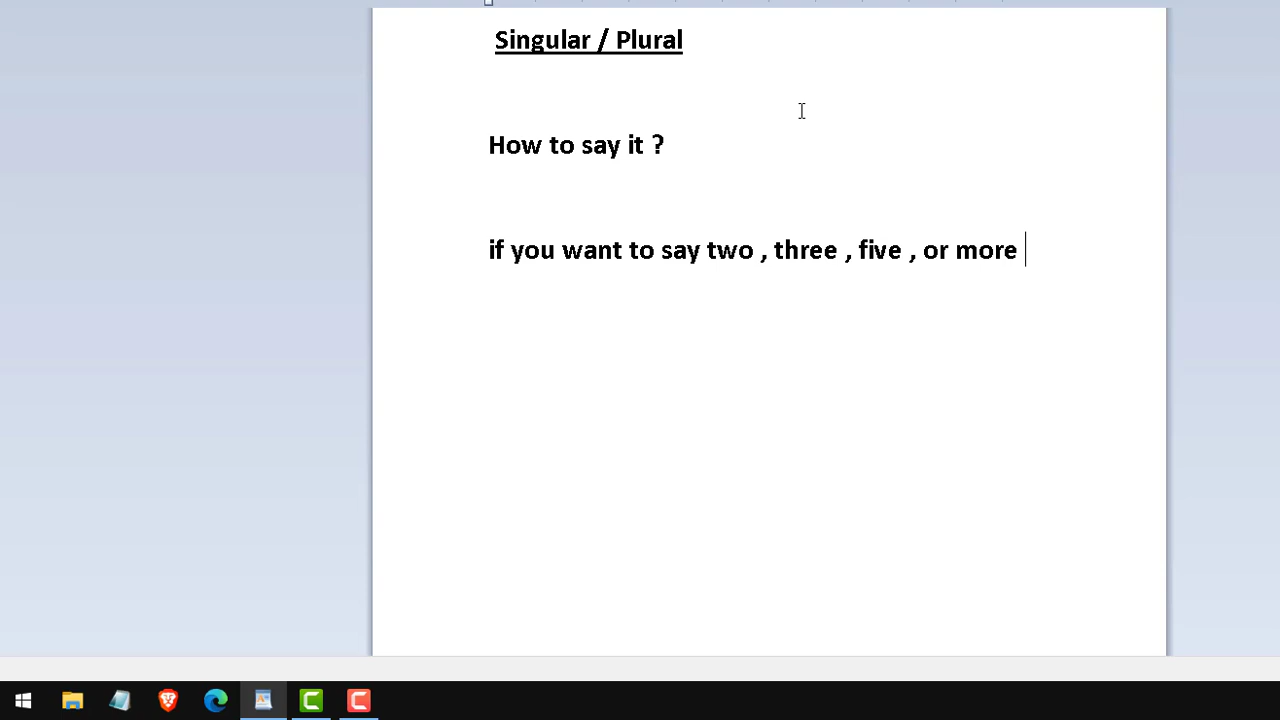 Singular / Plural
How to say it ?
if you want to say two , three , five , or more